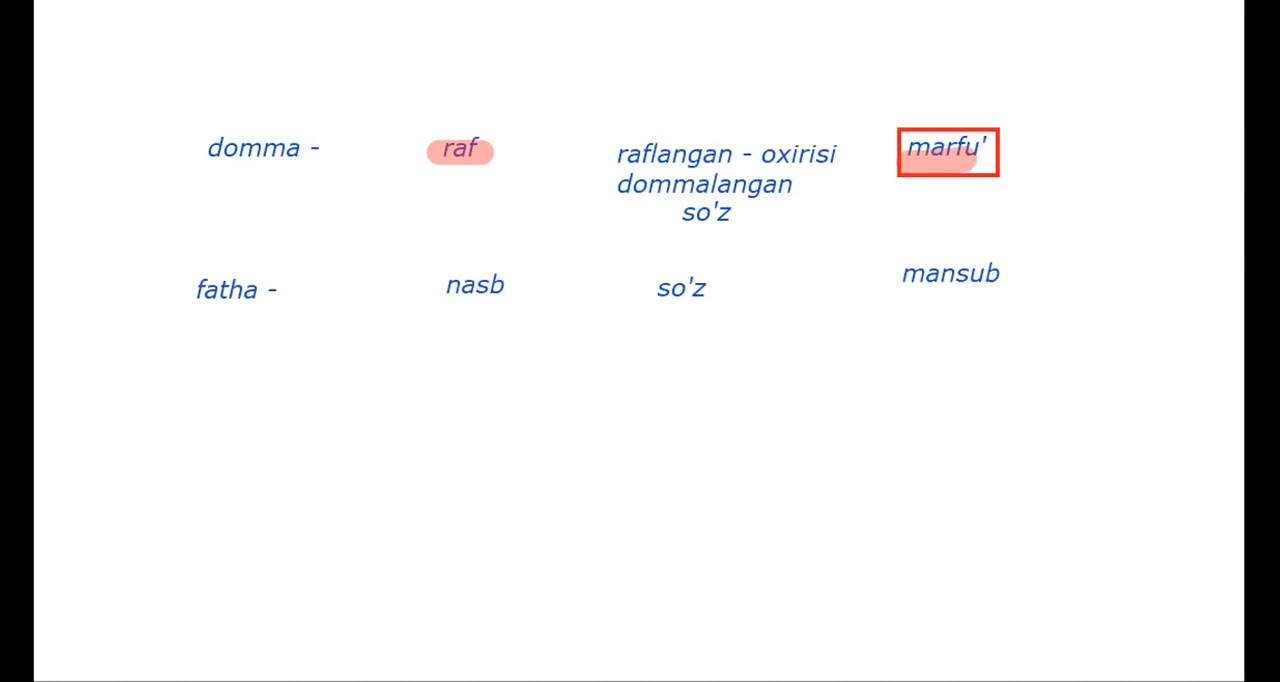 domma - raf raflangan - oxirisi marfu'
dommalangan
so'z
fatha - nasb so'z mansub